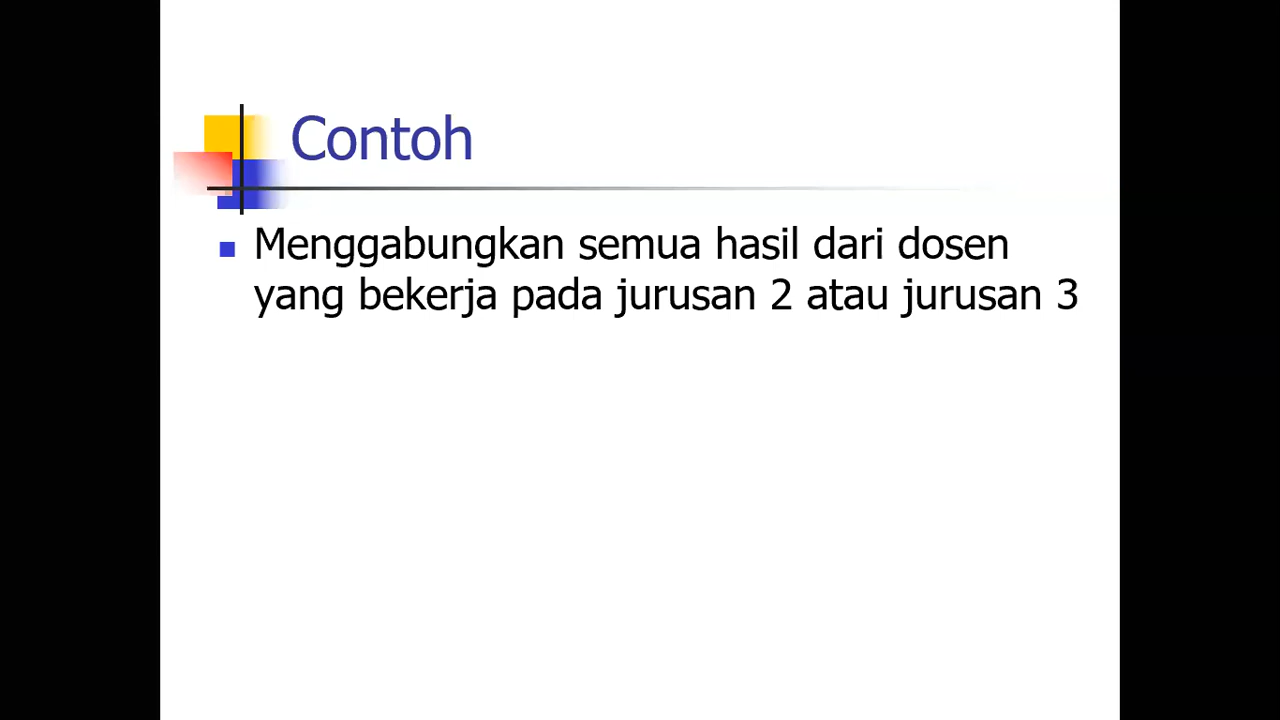 Contoh
Menggabungkan semua hasil dari dosen
yang bekerja pada jurusan 2 atau jurusan 3